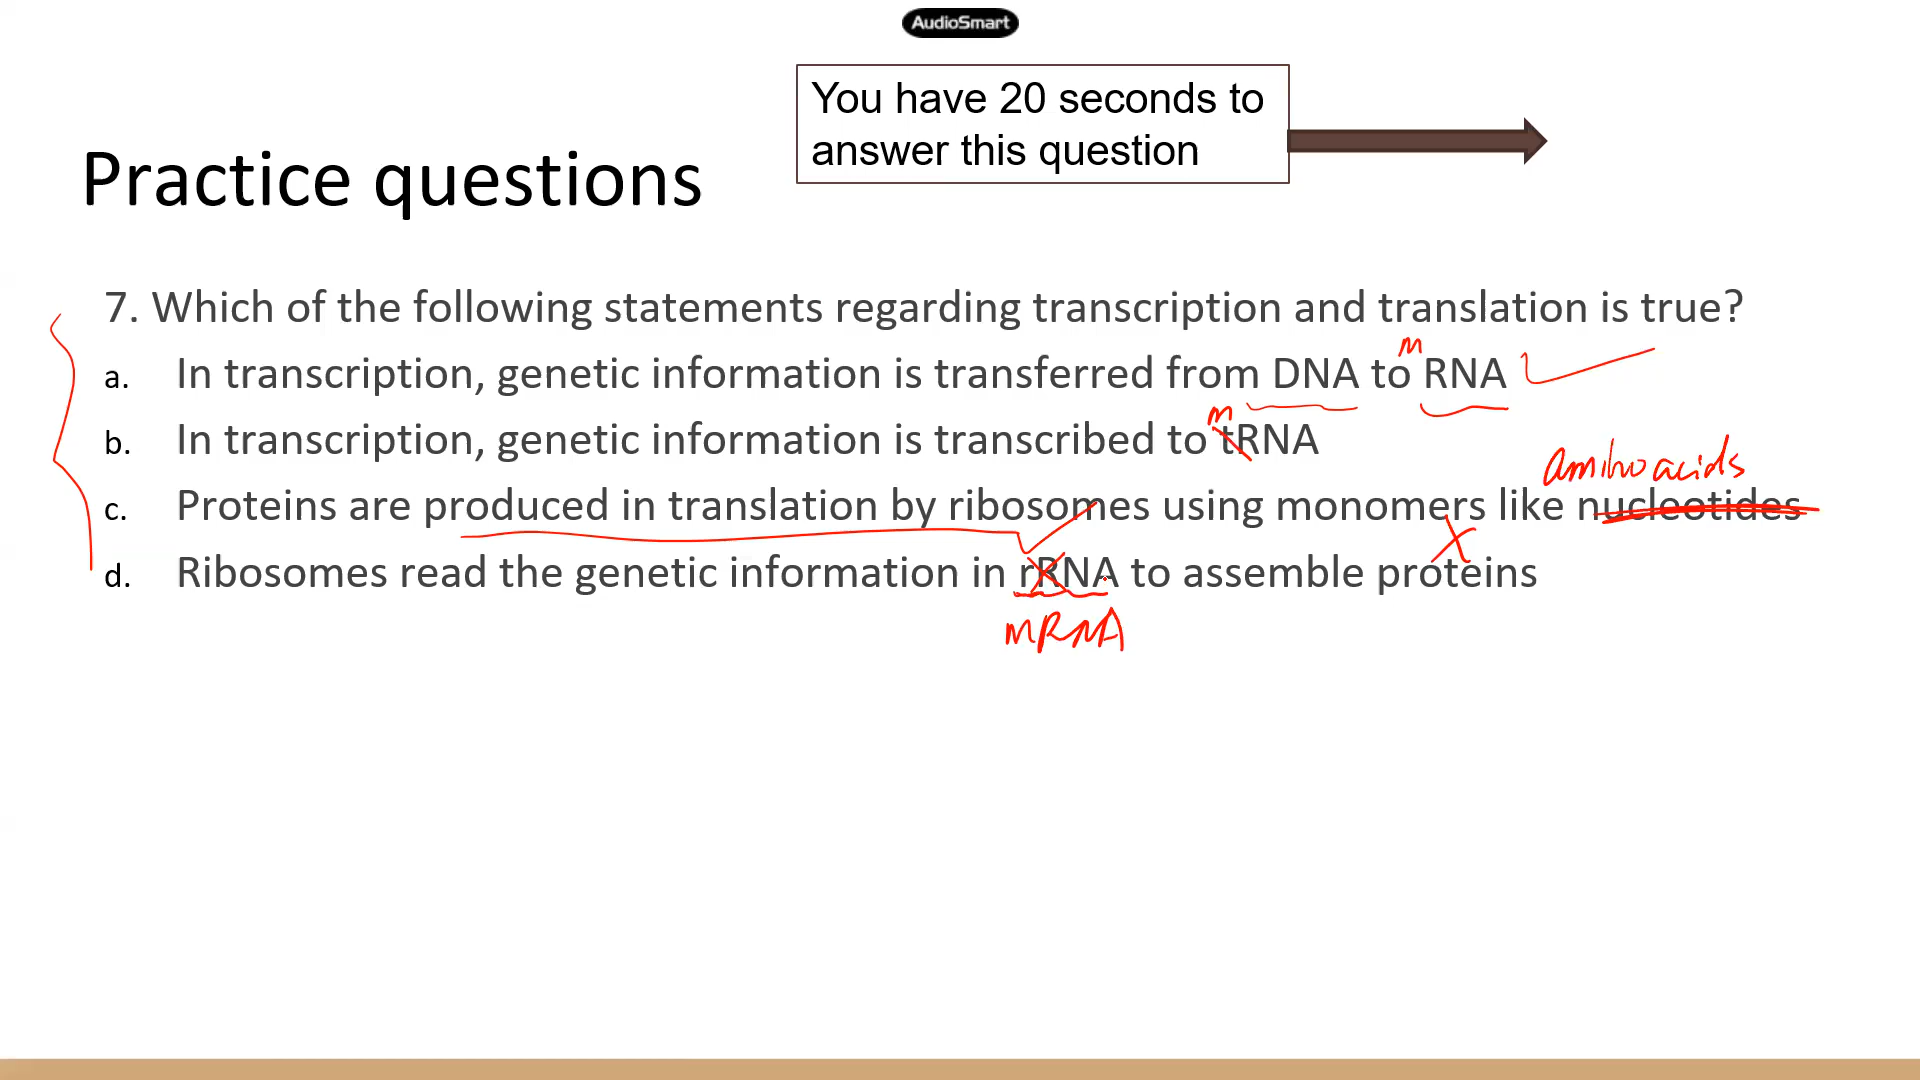 AudioSmart
You have 20 seconds to
answer this question
Practice questions
7. Which of the following statements regarding transcription and translation is true?
m
a. In transcription, genetic information is transferred from DNA to RNA
m
b. In transcription, genetic information is transcribed to tRNA
amino acids
c. Proteins are produced in translation by ribosomes using monomers like nucleotides
d. Ribosomes read the genetic information in rRNA to assemble proteins
mRNA